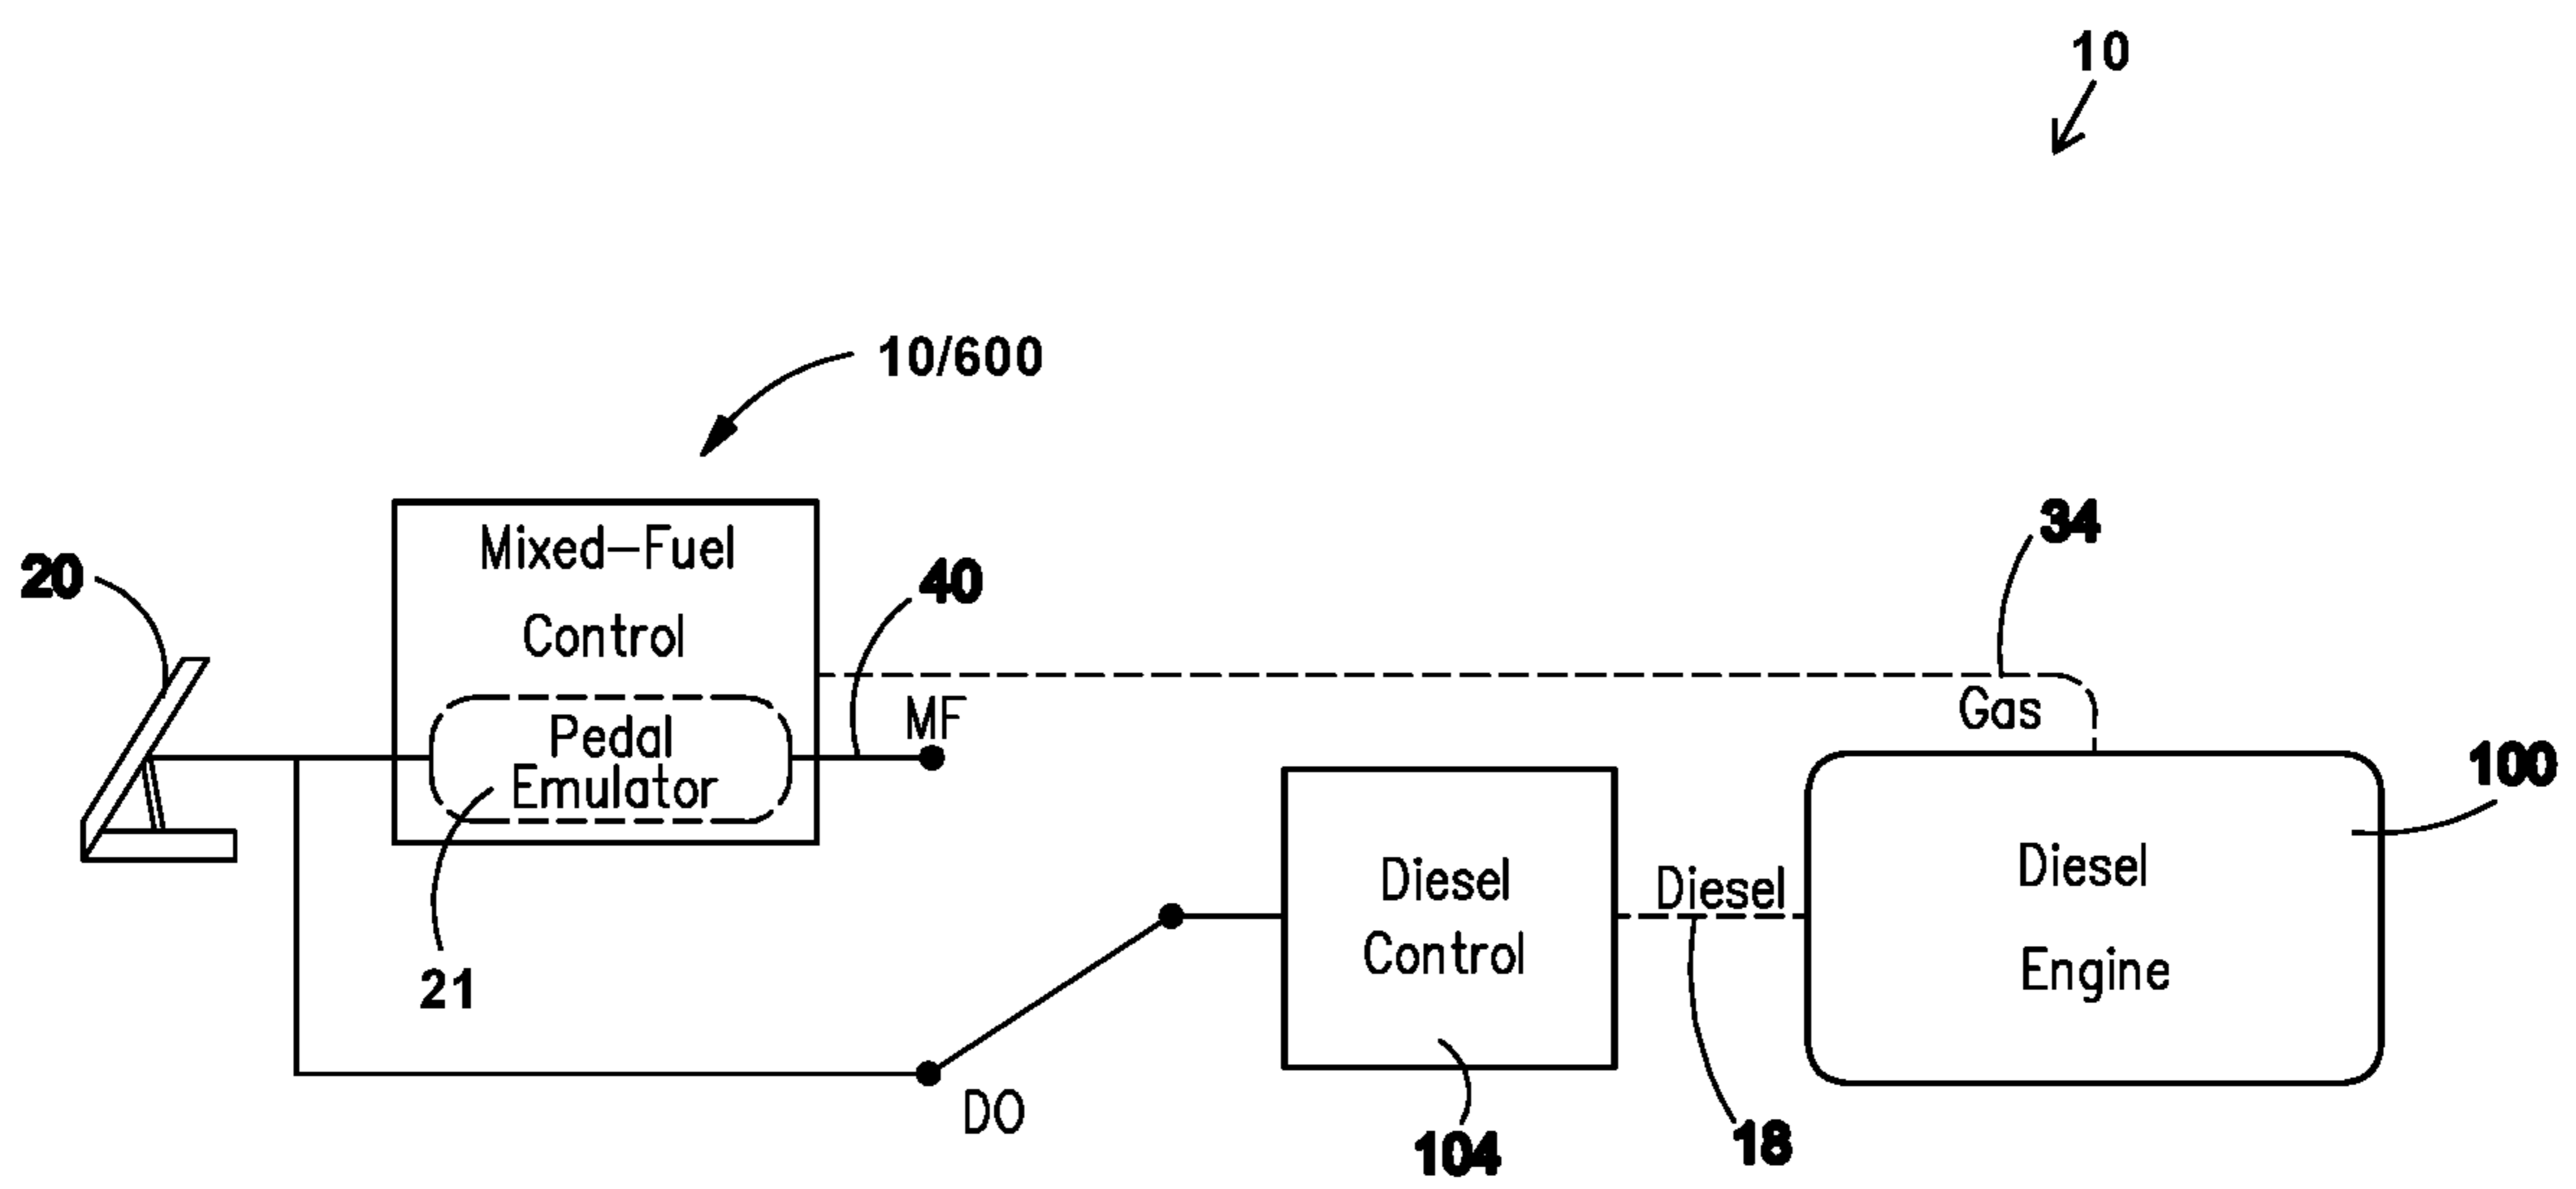 10
10/600
Mixed-Fuel
Control
34
20
40
MF
Gas
Pedal
Emulator
100
Diesel
Control
Diesel
Diesel
Engine
21
DO
104
18